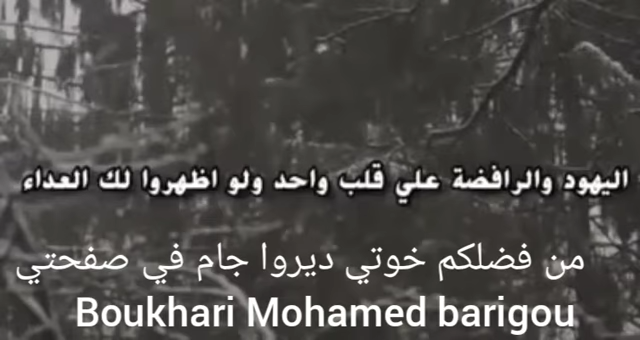 اليهود والرافضة علي قلب واحد ولو اظهروا لك العداء
من فضلكم خوتي ديروا جام في صفحتي
Boukhari Mohamed barigou